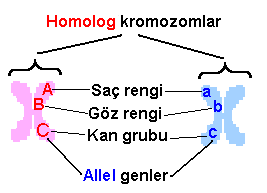 Homolog kromozomlar
A Saç rengi a
B Göz rengi b
C Kan grubu c
Allel genler